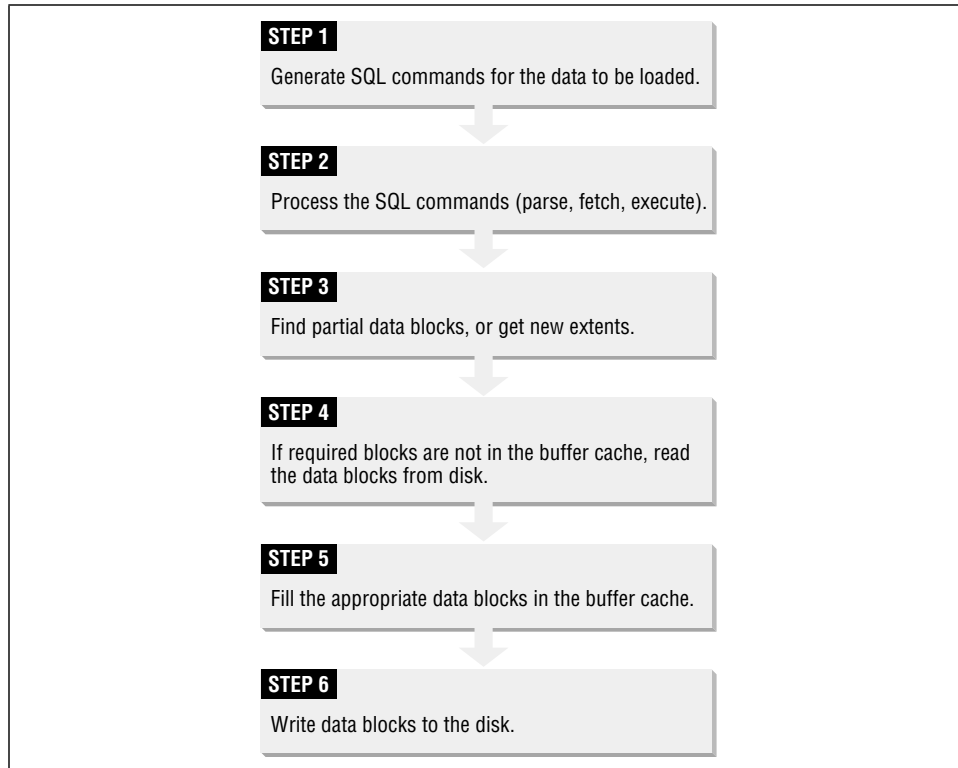 STEP 1
Generate SQL commands for the data to be loaded.
STEP 2
Process the SQL commands (parse, fetch, execute).
STEP 3
Find partial data blocks, or get new extents.
STEP 4
If required blocks are not in the buffer cache, read
the data blocks from disk.
STEP 5
Fill the appropriate data blocks in the buffer cache.
STEP 6
Write data blocks to the disk.